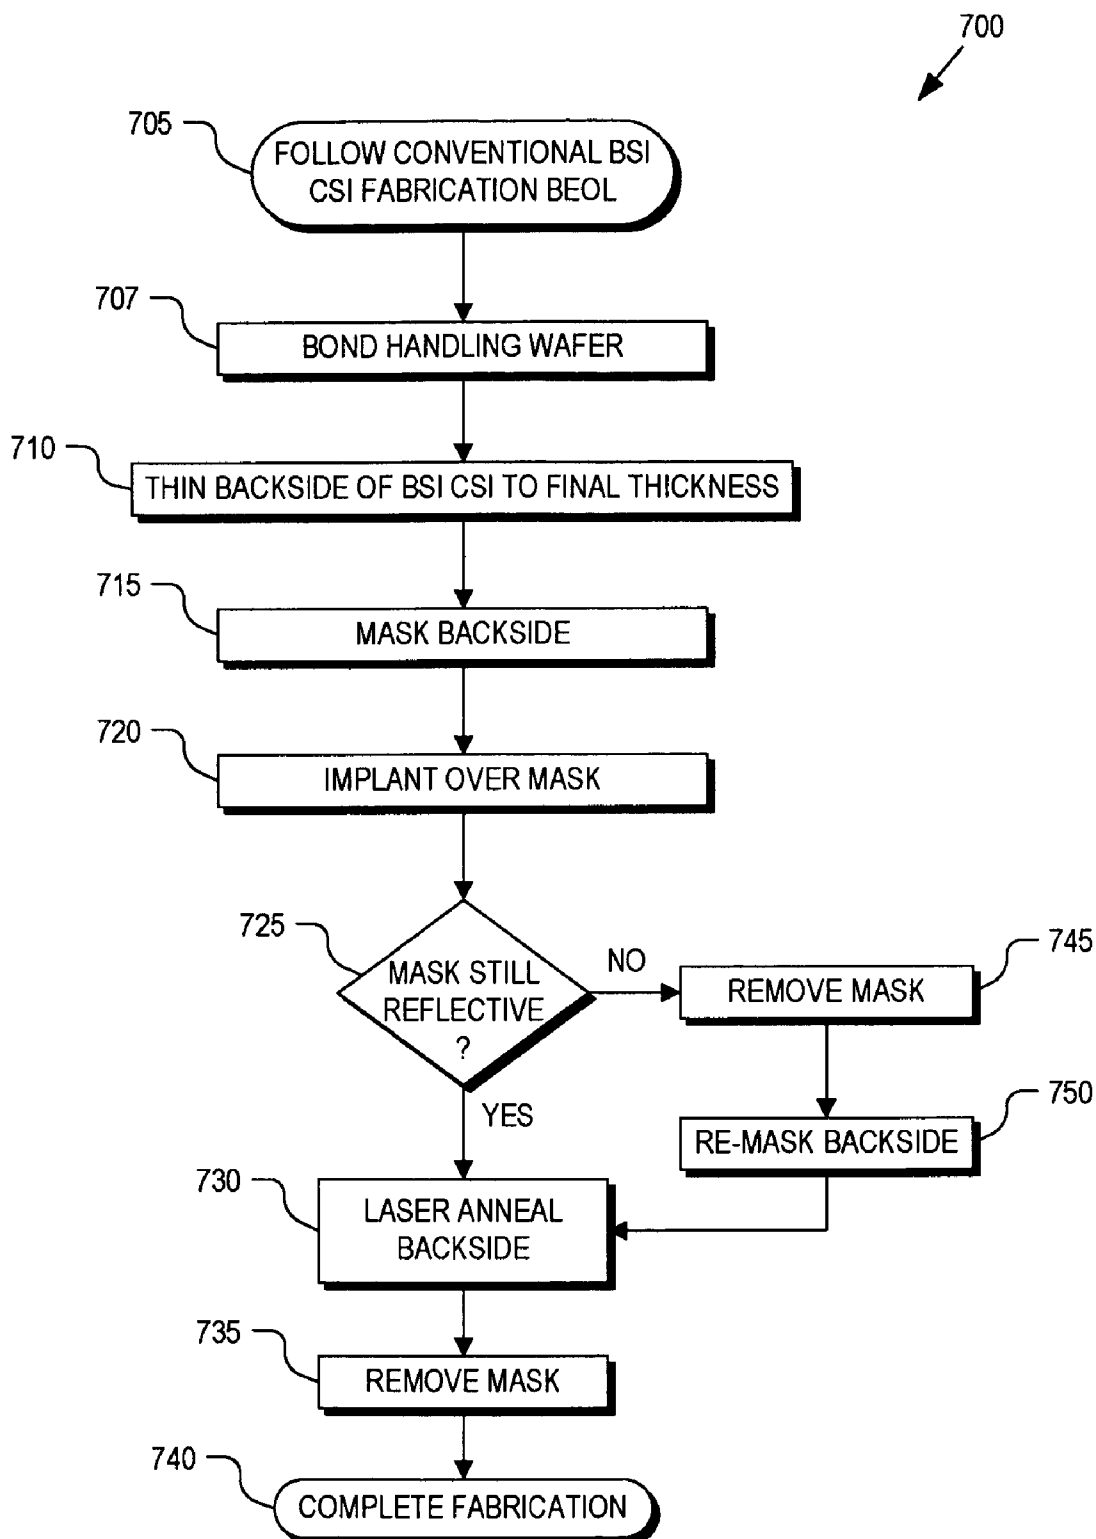 700
705
FOLLOW CONVENTIONAL BSI
CSI FABRICATION BEOL
707
BOND HANDLING WAFER
710
THIN BACKSIDE OF BSI CSI TO FINAL THICKNESS
715
MASK BACKSIDE
720
IMPLANT OVER MASK
725
MASK STILL
REFLECTIVE
?
NO
745
REMOVE MASK
YES
750
RE-MASK BACKSIDE
730
LASER ANNEAL
BACKSIDE
735
REMOVE MASK
740
COMPLETE FABRICATION